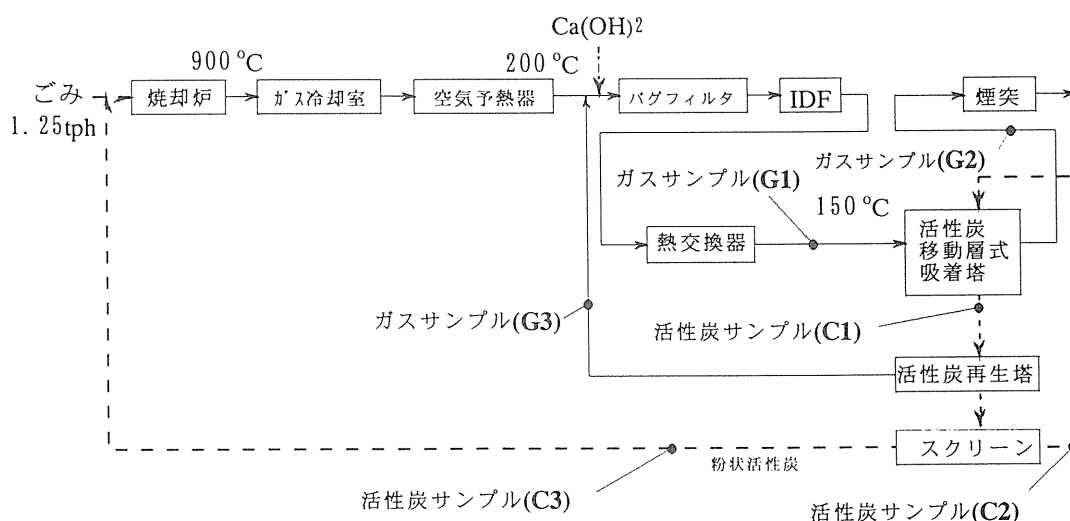 Ca(OH)2
900 ℃
200 ℃
ごみ
1.25tph
焼却炉
ガス冷却室
空気予熱器
バグフィルタ
IDF
煙突
ガスサンプル(G2)
ガスサンプル(G1)
150 ℃
熱交換器
活性炭
移動層式
吸着塔
ガスサンプル(G3)
活性炭サンプル(C1)
活性炭再生塔
スクリーン
粉状活性炭
活性炭サンプル(C3)
活性炭サンプル(C2)